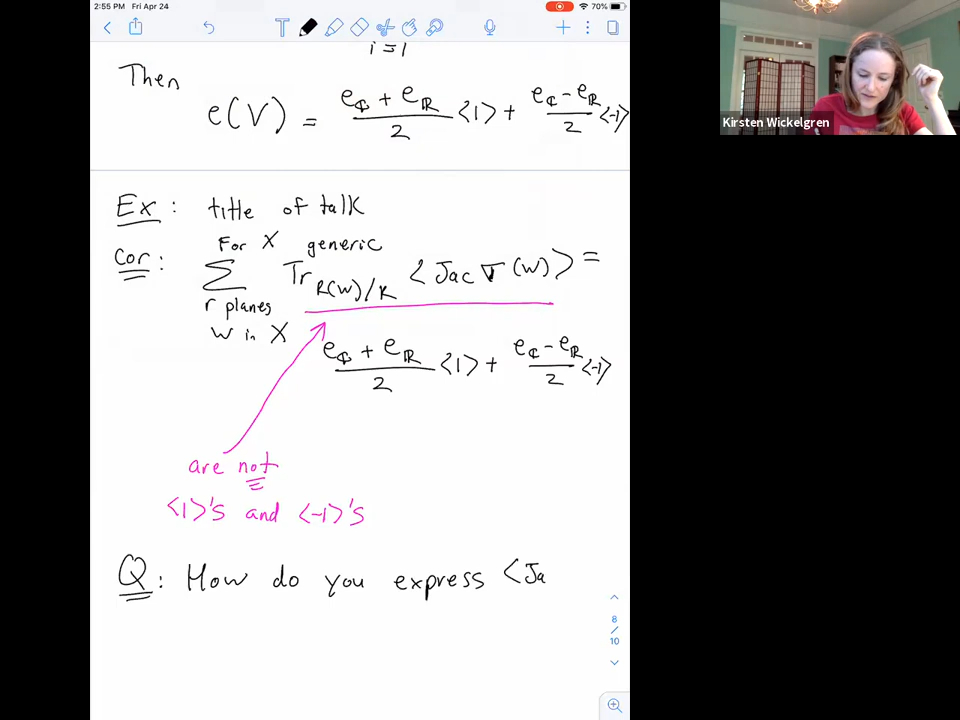 2:55 PM Fri Apr 24
70%
i=1
Then
e(V) = (e_ℂ + e_ℝ)/2 <1> + (e_ℂ - e_ℝ)/2 <-1>
Ex: title of talk
Cor: For X generic
Σ Tr_{k(w)/k} <Jac σ(w)> =
r planes
W in X
(e_ℂ + e_ℝ)/2 <1> + (e_ℂ - e_ℝ)/2 <-1>
are not
<1>'s and <-1>'s
Q: How do you express <Ja
8
/
10
Kirsten Wickelgren